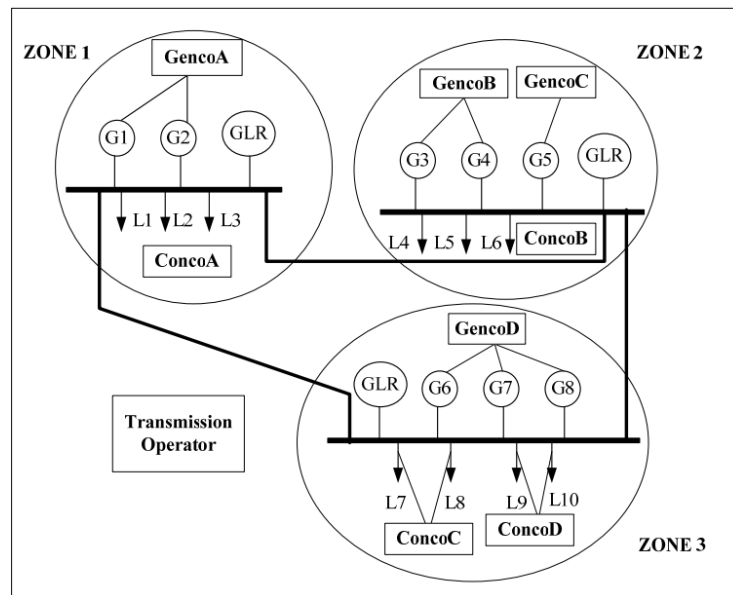 ZONE 1
GencoA
G1
G2
GLR
L1
L2
L3
ConcoA
ZONE 2
GencoB
GencoC
G3
G4
G5
GLR
L4
L5
L6
ConcoB
GencoD
GLR
G6
G7
G8
L7
L8
L9
L10
ConcoC
ConcoD
ZONE 3
Transmission
Operator